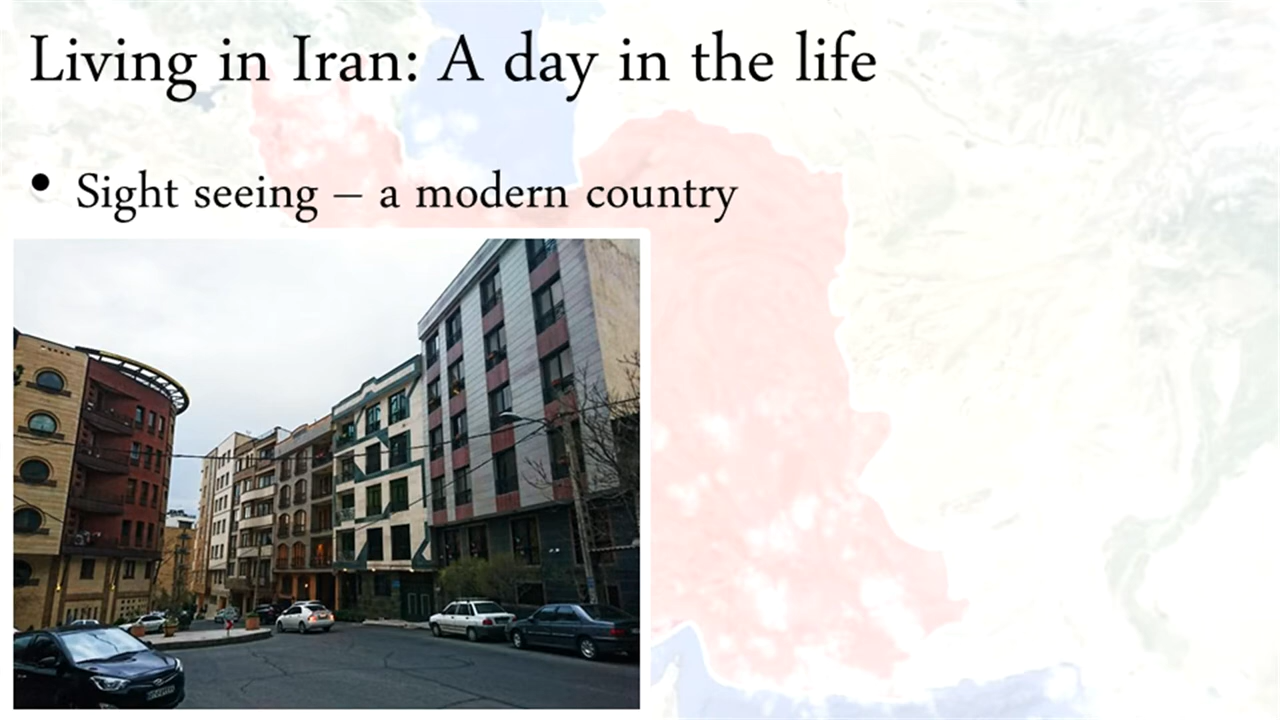 Living in Iran: A day in the life
• Sight seeing – a modern country